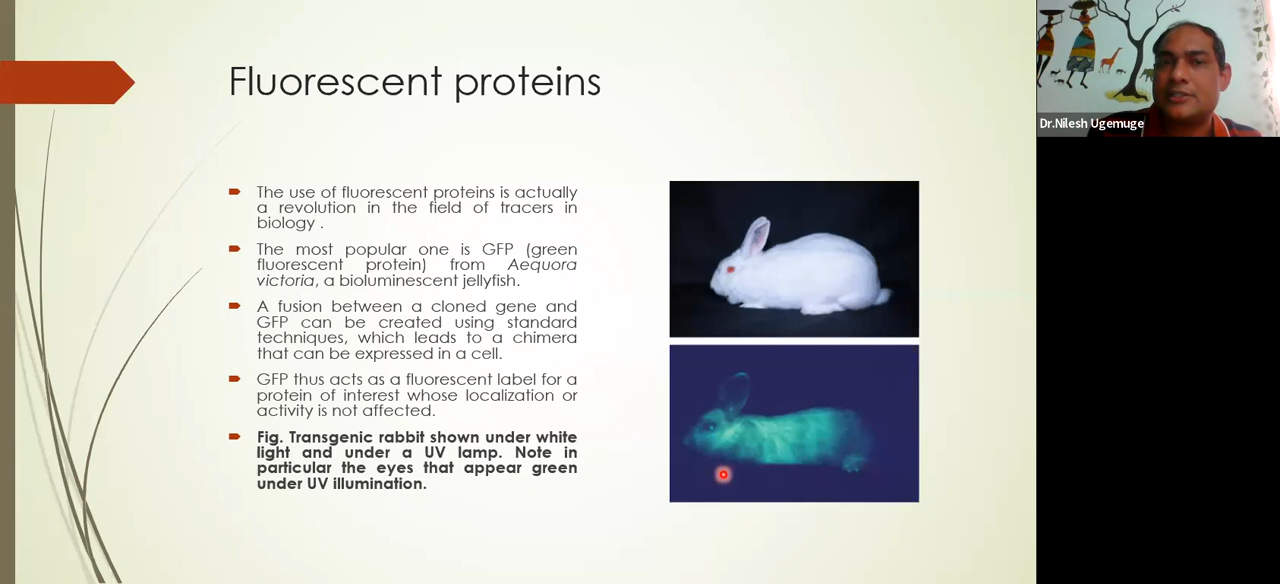 Fluorescent proteins
The use of fluorescent proteins is actually
a revolution in the field of tracers in
biology .
The most popular one is GFP (green
fluorescent protein) from Aequora
victoria, a bioluminescent jellyfish.
A fusion between a cloned gene and
GFP can be created using standard
techniques, which leads to a chimera
that can be expressed in a cell.
GFP thus acts as a fluorescent label for a
protein of interest whose localization or
activity is not affected.
Fig. Transgenic rabbit shown under white
light and under a UV lamp. Note in
particular the eyes that appear green
under UV illumination.
Dr.Nilesh Ugemuge